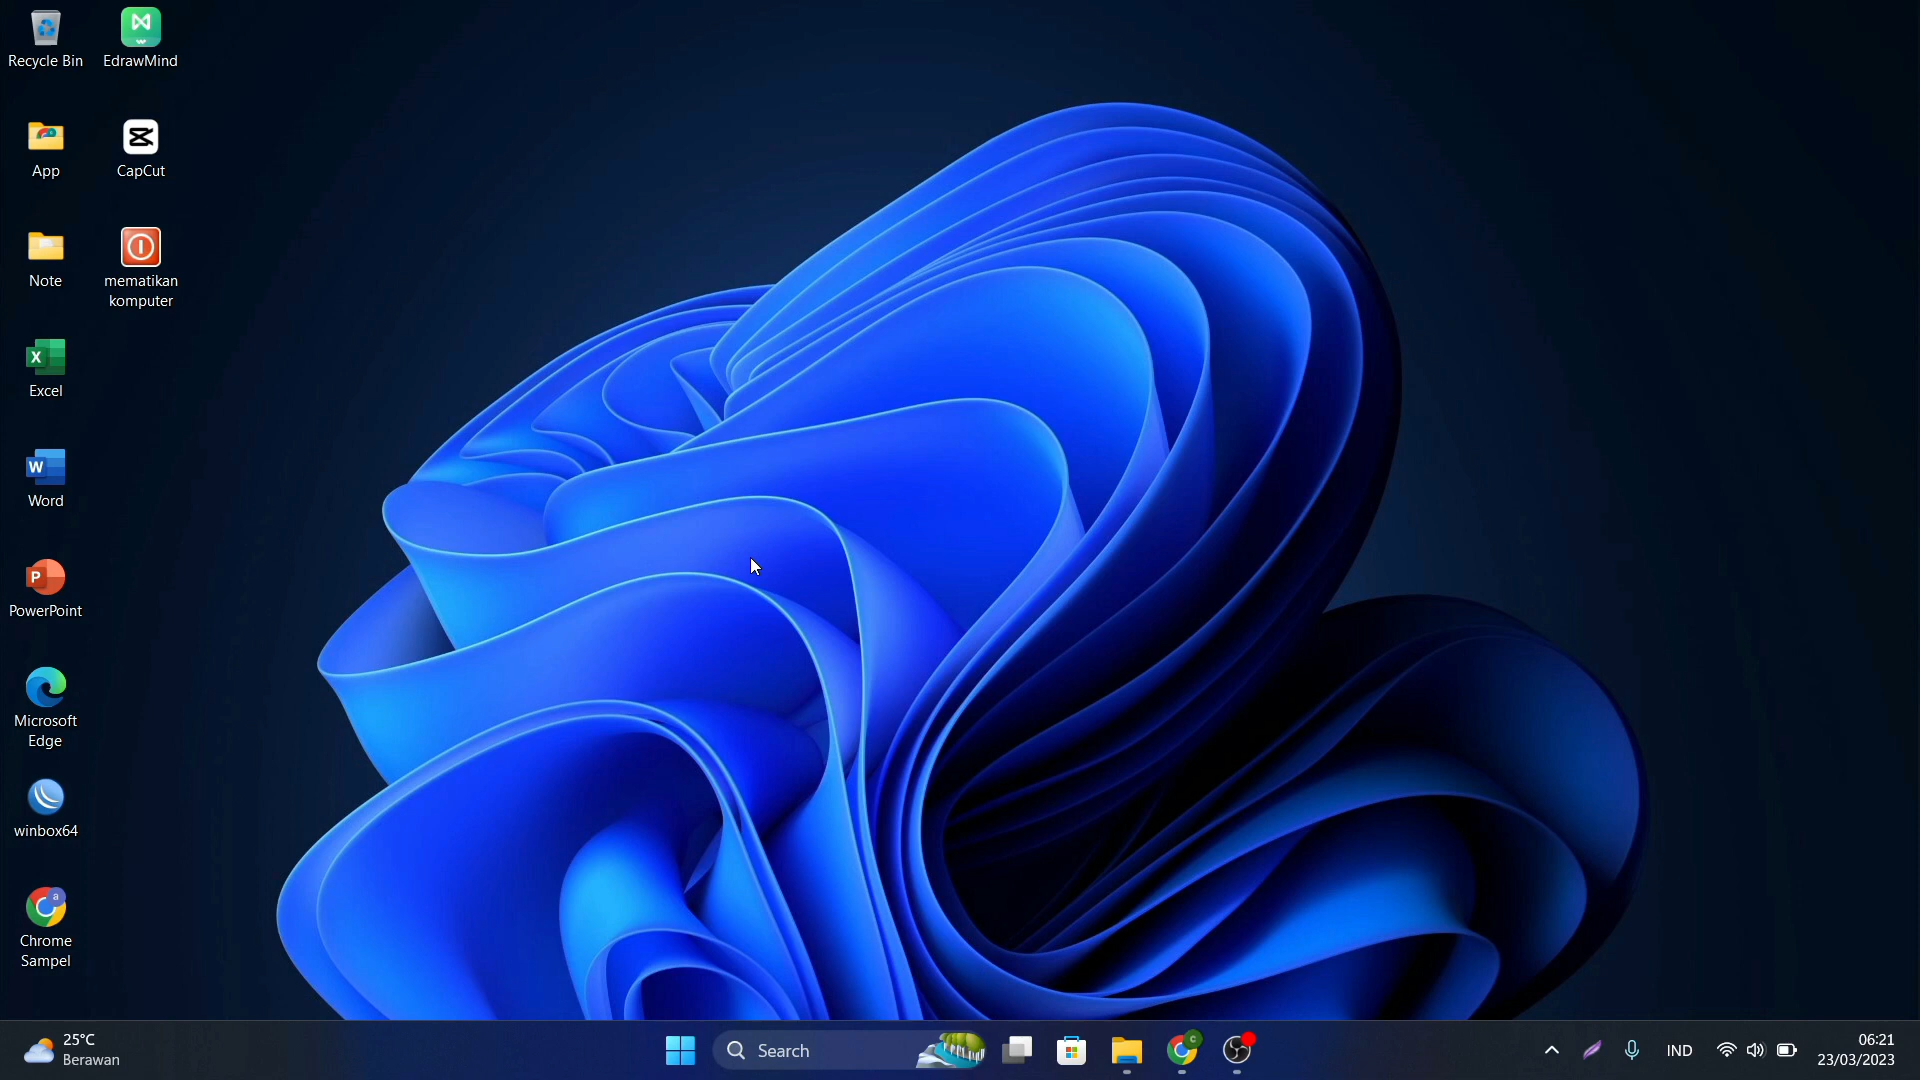 Recycle Bin
EdrawMind
App
CapCut
Note
mematikan
komputer
Excel
Word
PowerPoint
Microsoft
Edge
winbox64
Chrome
Sampel
25°C
Berawan
Search
IND
06:21
23/03/2023